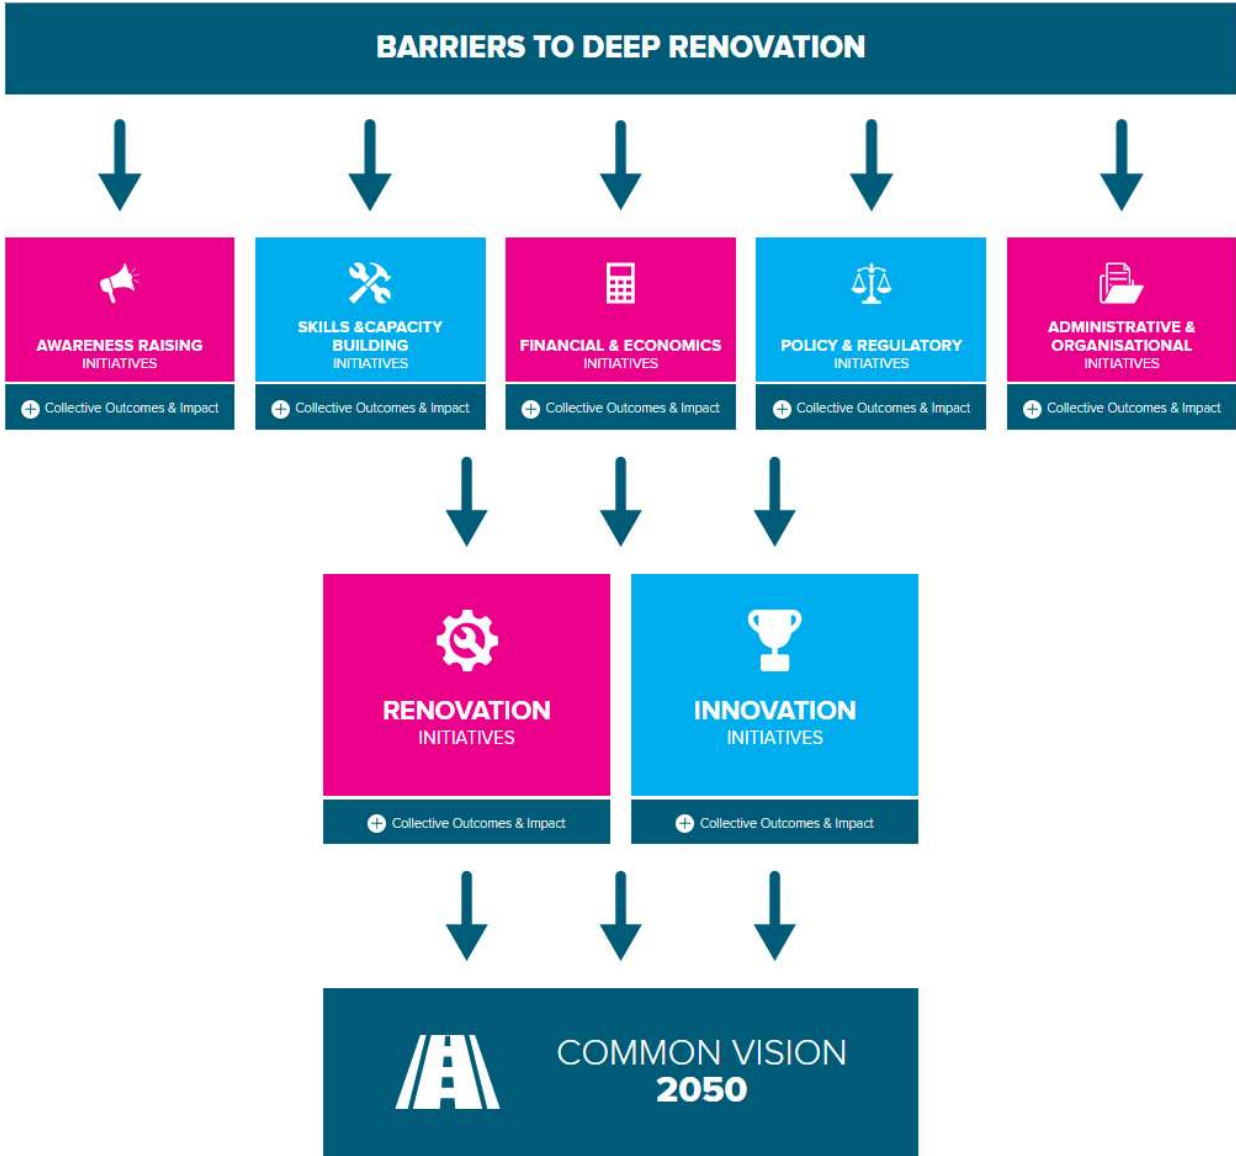 BARRIERS TO DEEP RENOVATION
AWARENESS RAISING
INITIATIVES
Collective Outcomes & Impact
SKILLS &CAPACITY
BUILDING
INITIATIVES
Collective Outcomes & Impact
FINANCIAL & ECONOMICS
INITIATIVES
Collective Outcomes & Impact
POLICY & REGULATORY
INITIATIVES
Collective Outcomes & Impact
ADMINISTRATIVE &
ORGANISATIONAL
INITIATIVES
Collective Outcomes & Impact
RENOVATION
INITIATIVES
Collective Outcomes & Impact
INNOVATION
INITIATIVES
Collective Outcomes & Impact
COMMON VISION
2050